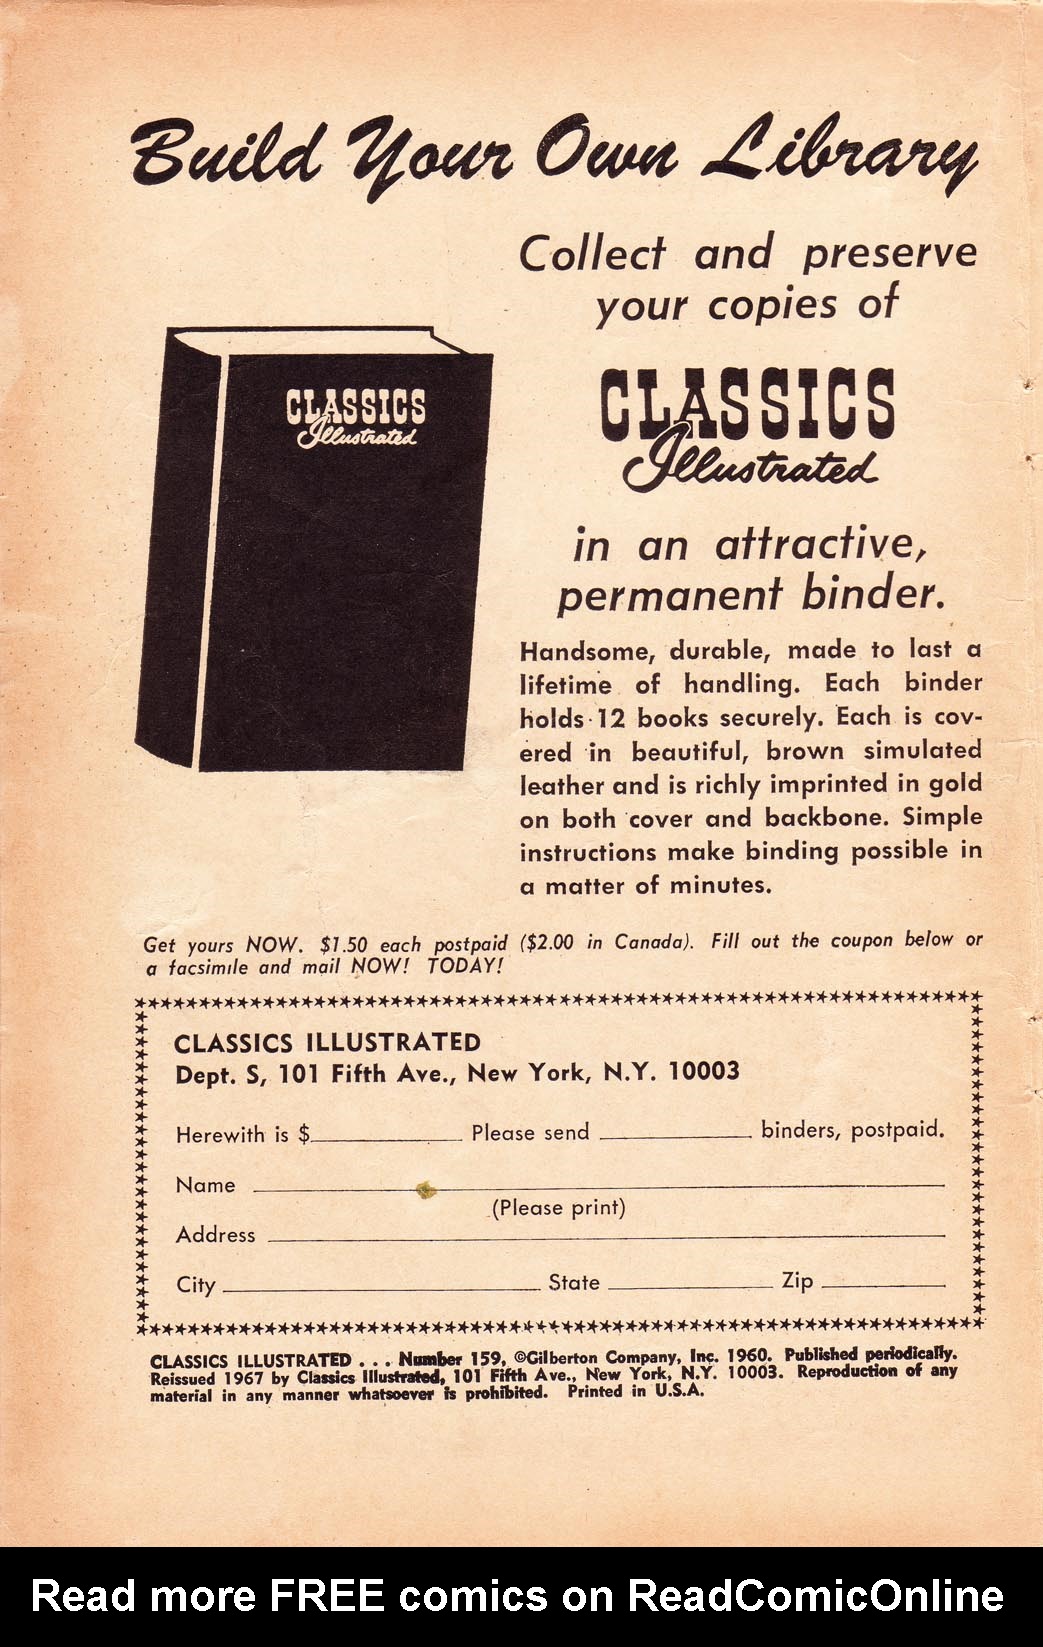 Build Your Own Library
Collect and preserve
your copies of
CLASSICS
Illustrated
CLASSICS
Illustrated
in an attractive,
permanent binder.
Handsome, durable, made to last a
lifetime of handling. Each binder
holds 12 books securely. Each is cov-
ered in beautiful, brown simulated
leather and is richly imprinted in gold
on both cover and backbone. Simple
instructions make binding possible in
a matter of minutes.
Get yours NOW. $1.50 each postpaid ($2.00 in Canada). Fill out the coupon below or
a facsimile and mail NOW! TODAY!
CLASSICS ILLUSTRATED
Dept. S, 101 Fifth Ave., New York, N.Y. 10003
Herewith is $ Please send binders, postpaid.
Name
(Please print)
Address
City State Zip
CLASSICS ILLUSTRATED . . . Number 159, ©Gilberton Company, Inc. 1960. Published periodically.
Reissued 1967 by Classics Illustrated, 101 Fifth Ave., New York, N.Y. 10003. Reproduction of any
material in any manner whatsoever is prohibited. Printed in U.S.A.
Read more FREE comics on ReadComicOnline